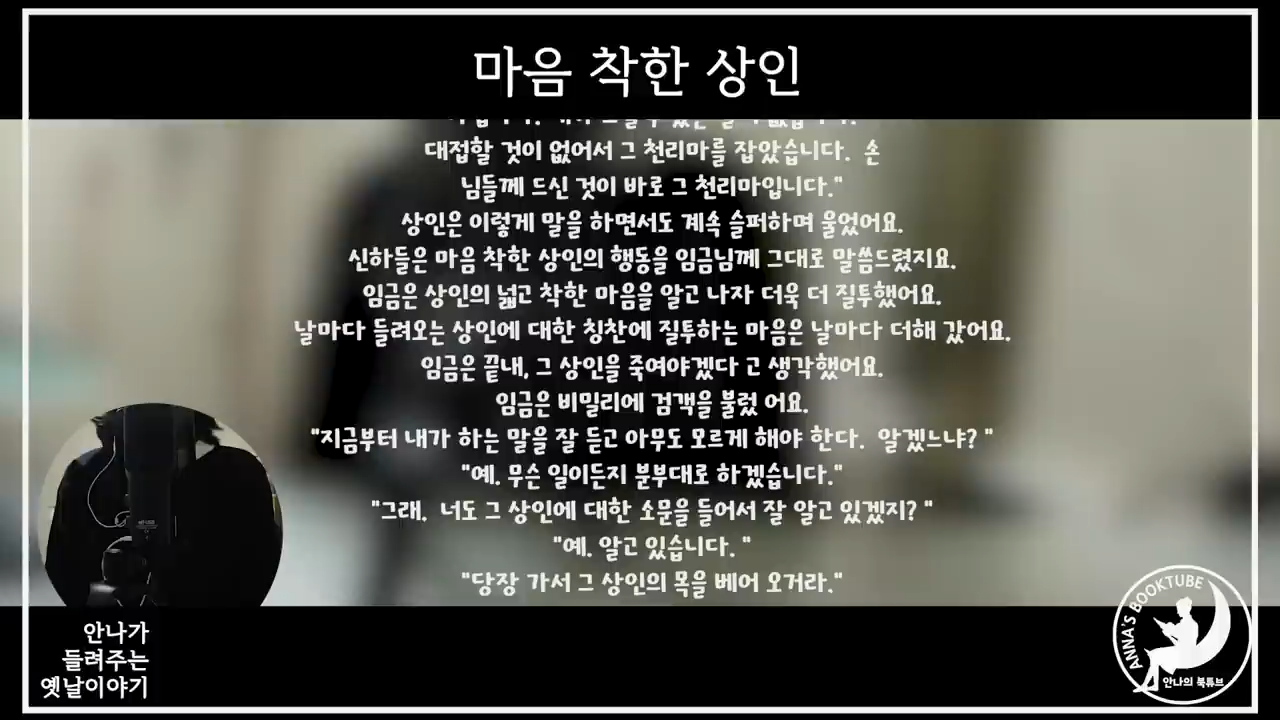 마음 착한 상인
대접할 것이 없어서 그 천리마를 잡았습니다.  손
님들께 드신 것이 바로 그 천리마입니다."
상인은 이렇게 말을 하면서도 계속 슬퍼하며 울었어요.
신하들은 마음 착한 상인의 행동을 임금님께 그대로 말씀드렸지요.
임금은 상인의 넓고 착한 마음을 알고 나자 더욱 더 질투했어요.
날마다 들려오는 상인에 대한 칭찬에 질투하는 마음은 날마다 더해 갔어요.
임금은 끝내, 그 상인을 죽여야겠다 고 생각했어요.
임금은 비밀리에 검객을 불렀 어요.
"지금부터 내가 하는 말을 잘 듣고 아무도 모르게 해야 한다.  알겠느냐? "
"예. 무슨 일이든지 분부대로 하겠습니다."
"그래.  너도 그 상인에 대한 소문을 들어서 잘 알고 있겠지? "
"예. 알고 있습니다. "
"당장 가서 그 상인의 목을 베어 오거라."
안나가
들려주는
옛날이야기
ANNA'S BOOKTUBE
안나의 북튜브